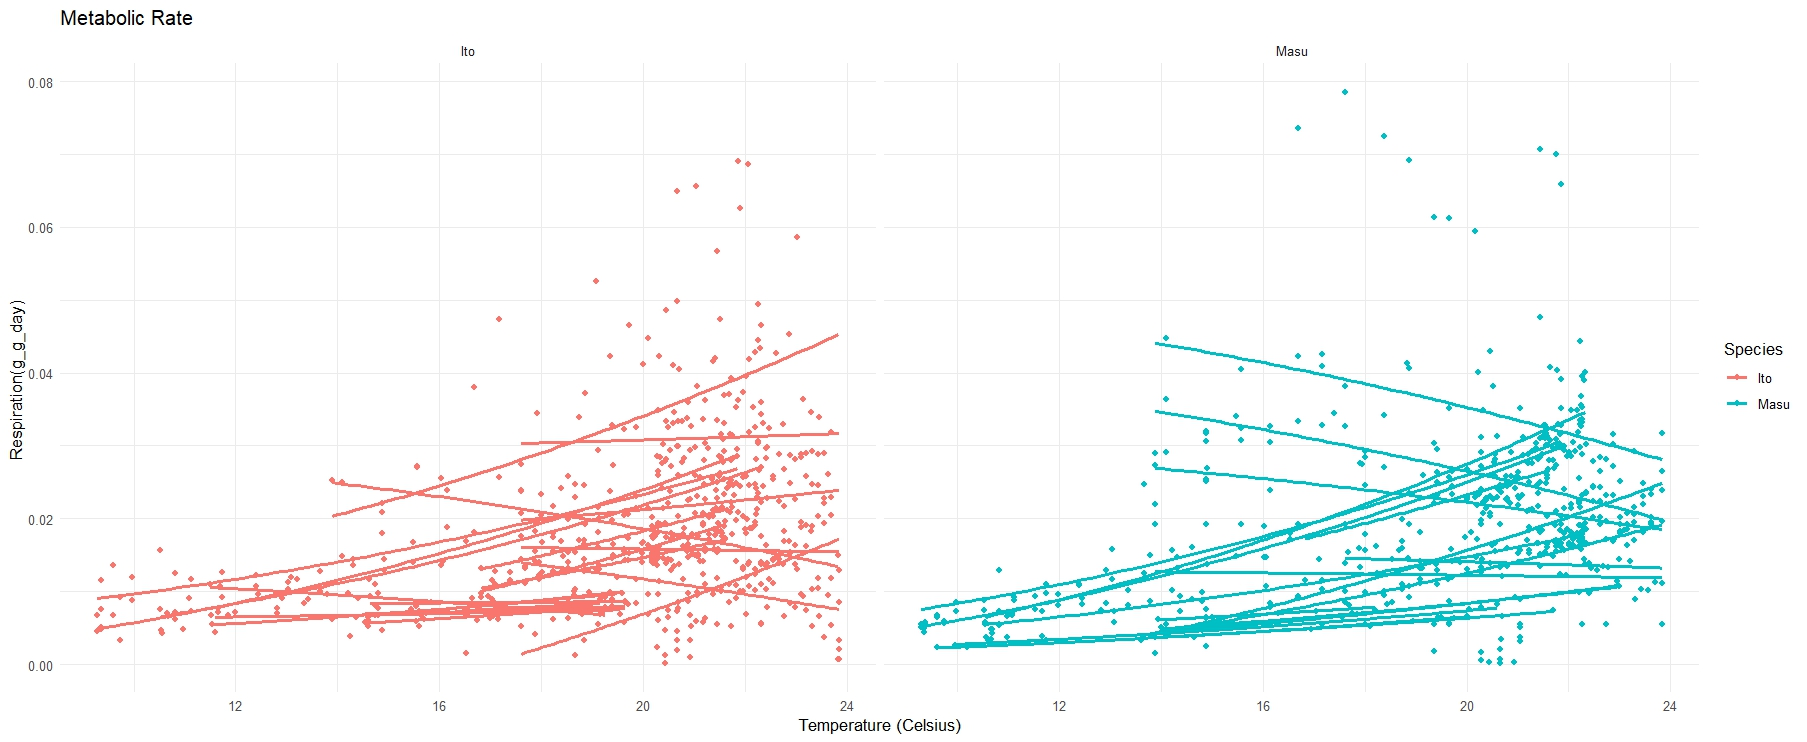 Metabolic Rate
Ito
Masu
0.08
0.06
0.04
0.02
0.00
Respiration(g_g_day)
12
16
20
24
12
16
20
24
Temperature (Celsius)
Species
Ito
Masu